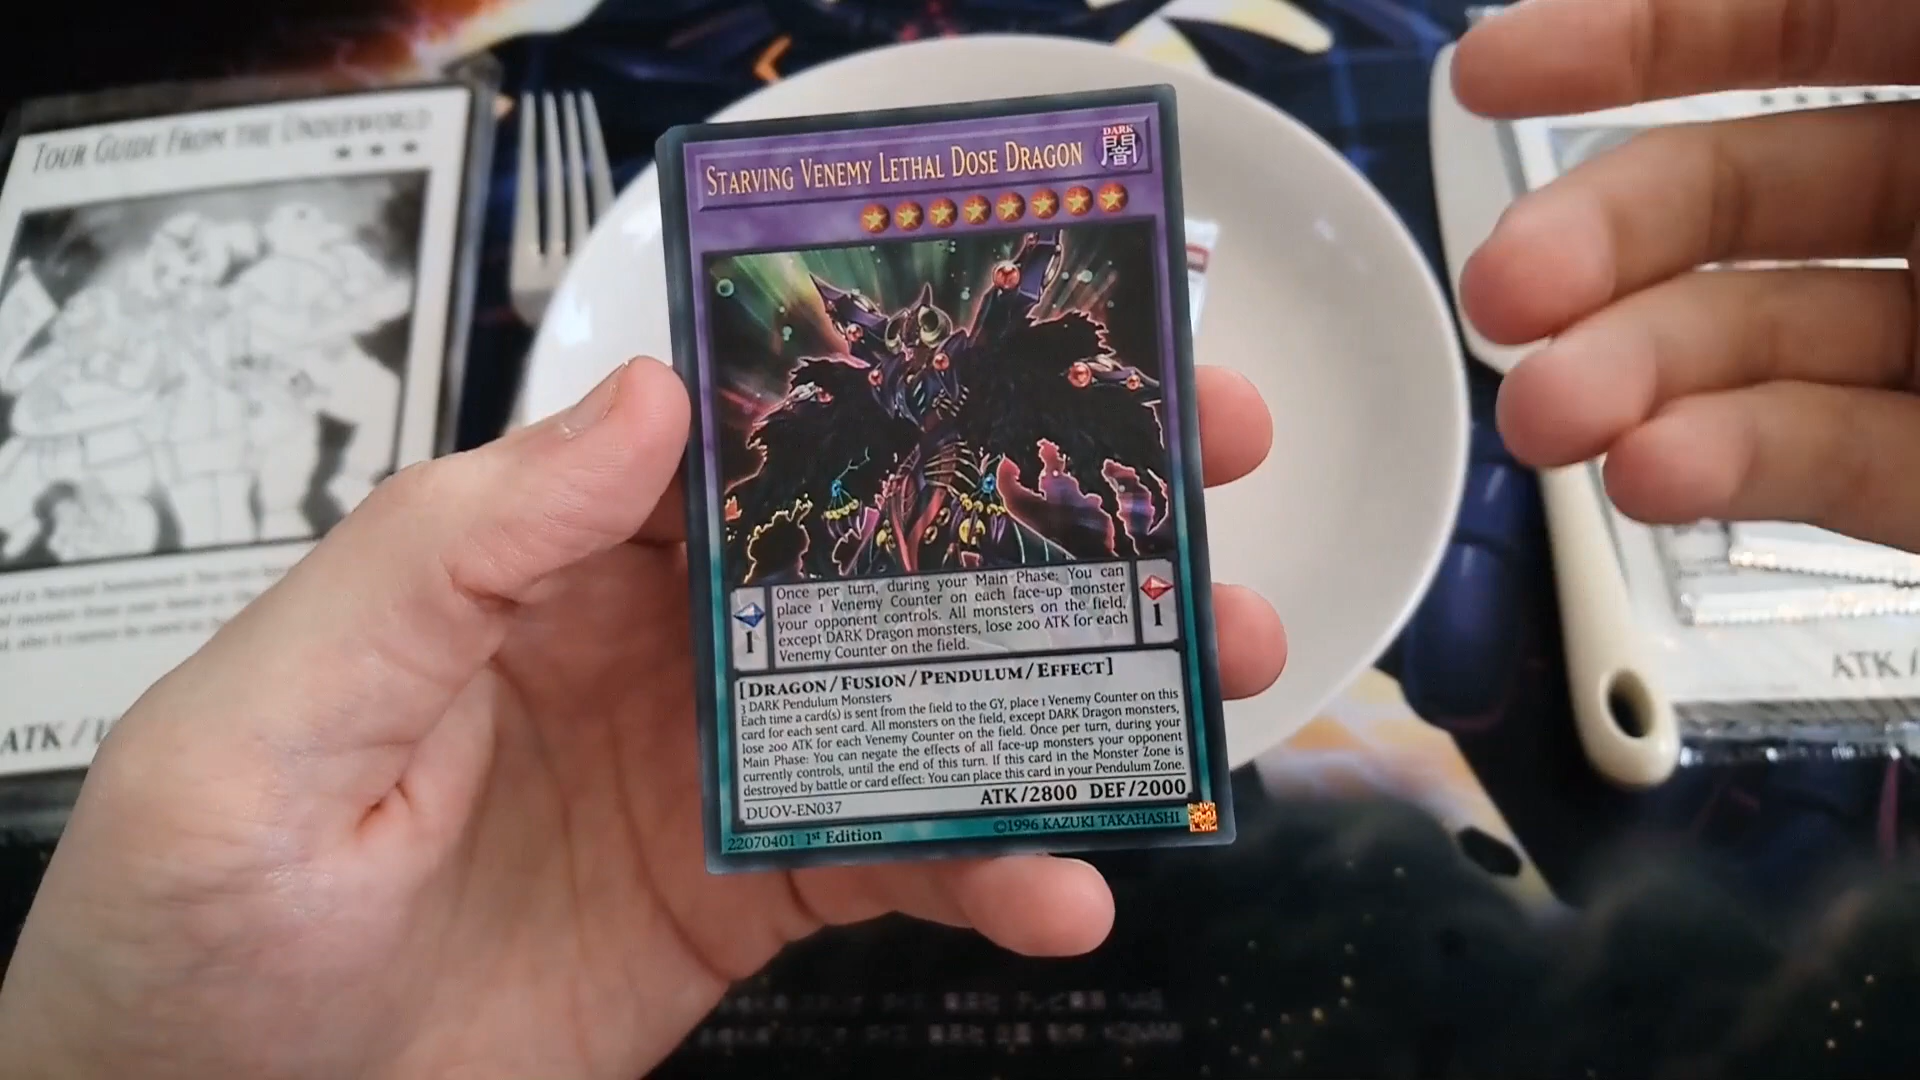 TOUR GUIDE FROM THE UNDERWORLD
STARVING VENEMY LETHAL DOSE DRAGON
DARK
闇
Once per turn, during your Main Phase: You can
place 1 Venemy Counter on each face-up monster
your opponent controls. All monsters on the field,
except DARK Dragon monsters, lose 200 ATK for each
Venemy Counter on the field.
1
1
[DRAGON/FUSION/PENDULUM/EFFECT]
3 DARK Pendulum Monsters
Each time a card(s) is sent from the field to the GY, place 1 Venemy Counter on this
card for each sent card. All monsters on the field, except DARK Dragon monsters,
lose 200 ATK for each Venemy Counter on the field. Once per turn, during your
Main Phase: You can negate the effects of all face-up monsters your opponent
currently controls, until the end of this turn. If this card in the Monster Zone is
destroyed by battle or card effect: You can place this card in your Pendulum Zone.
ATK/2800 DEF/2000
DUOV-EN037
22070401 1st Edition
©1996 KAZUKI TAKAHASHI
ATK/1
ATK/